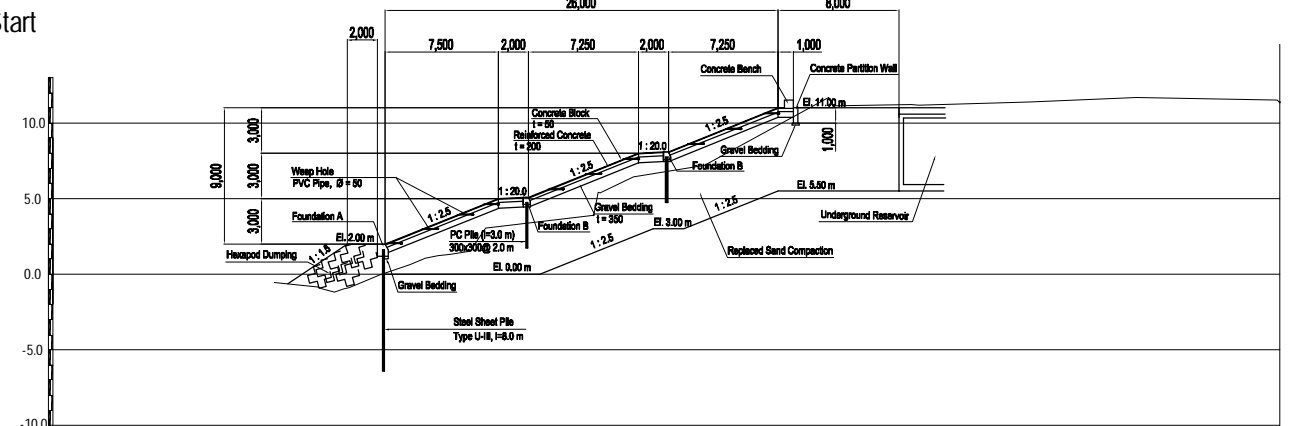 Start
26,000
8,000
2,000
7,500
2,000
7,250
2,000
7,250
1,000
Concrete Bench
Concrete Partition Wall
El. 11.00 m
10.0
3,000
Concrete Block
t = 50
1 : 2.5
Reinforced Concrete
t = 200
1 : 20.0
Gravel Bedding
1,000
9,000
3,000
Weep Hole
PVC Pipe, Ø = 50
1 : 2.5
Foundation B
1 : 20.0
El. 5.50 m
5.0
Foundation A
1 : 2.5
Gravel Bedding
t = 350
1 : 2.5
Underground Reservoir
3,000
El. 2.00 m
PC Pile (l=3.0 m)
300x300@ 2.0 m
Foundation B
El. 3.00 m
Hexapod Dumping
1 : 1.5
1 : 2.5
Replaced Sand Compaction
El. 0.00 m
0.0
Gravel Bedding
Steel Sheet Pile
Type U-III, l=8.0 m
-5.0
-10.0